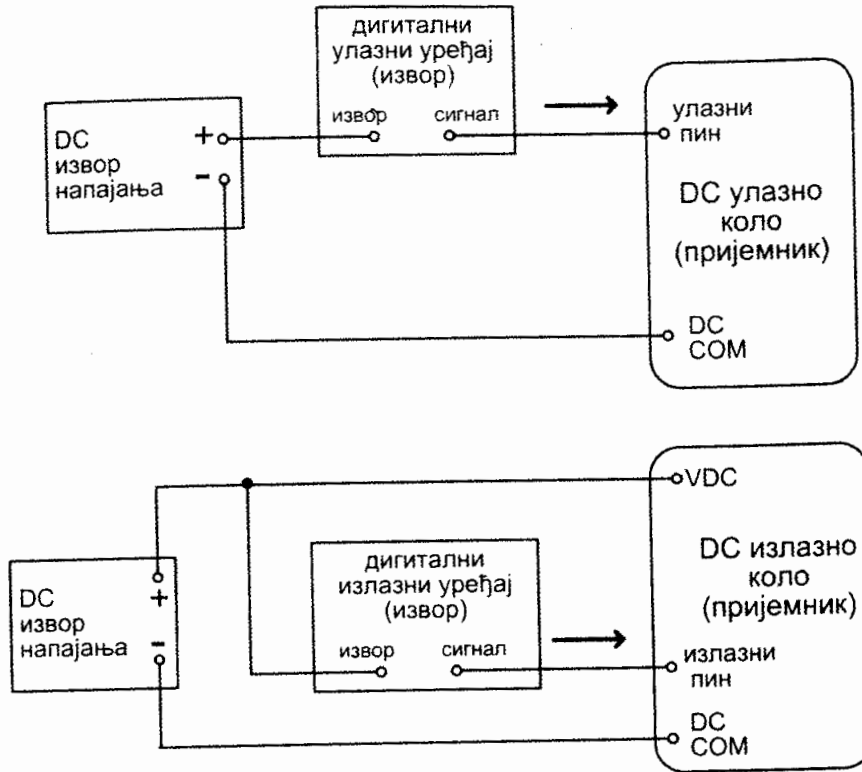 дигитални
улазни уређај
(извор)
извор сигнал
DC
извор
напајања
+
-
улазни
пин
DC улазно
коло
(пријемник)
DC
COM
VDC
DC излазно
коло
(пријемник)
дигитални
излазни уређај
(извор)
извор сигнал
DC
извор
напајања
+
-
излазни
пин
DC
COM